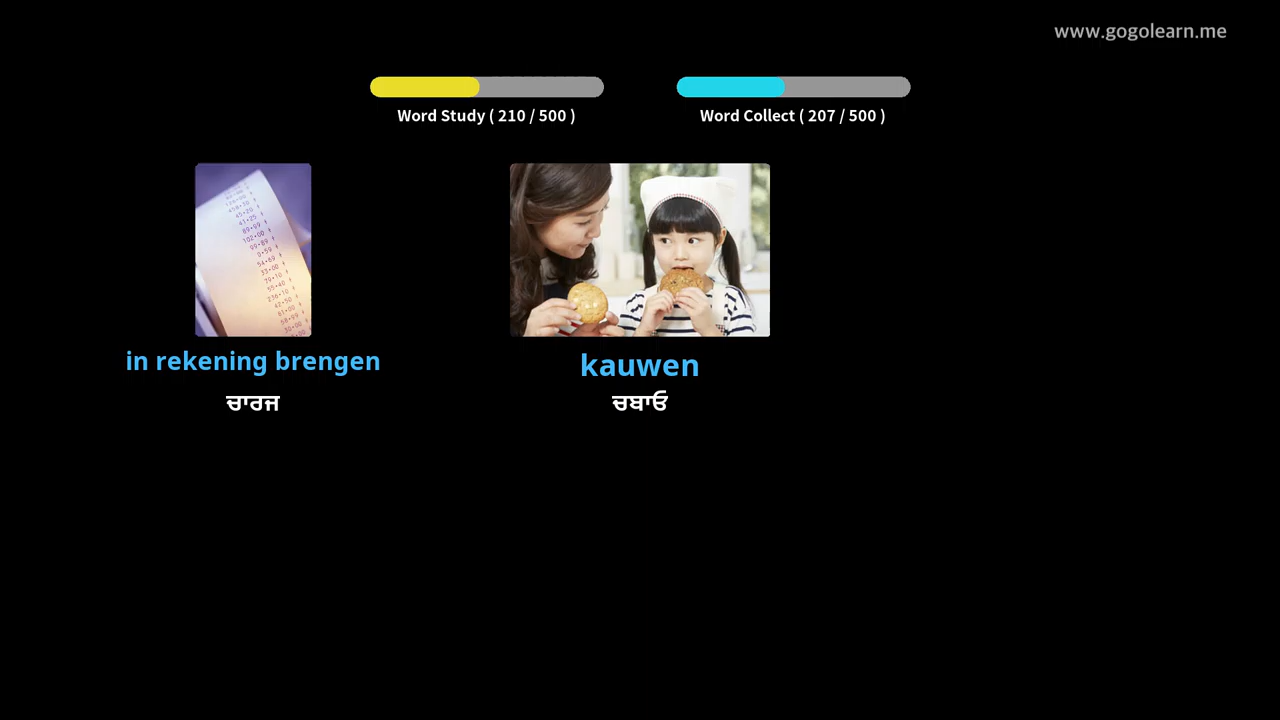 www.gogolearn.me
Word Study ( 210 / 500 )
Word Collect ( 207 / 500 )
in rekening brengen
kauwen
ਚਾਰਜ
ਚਬਾਓ